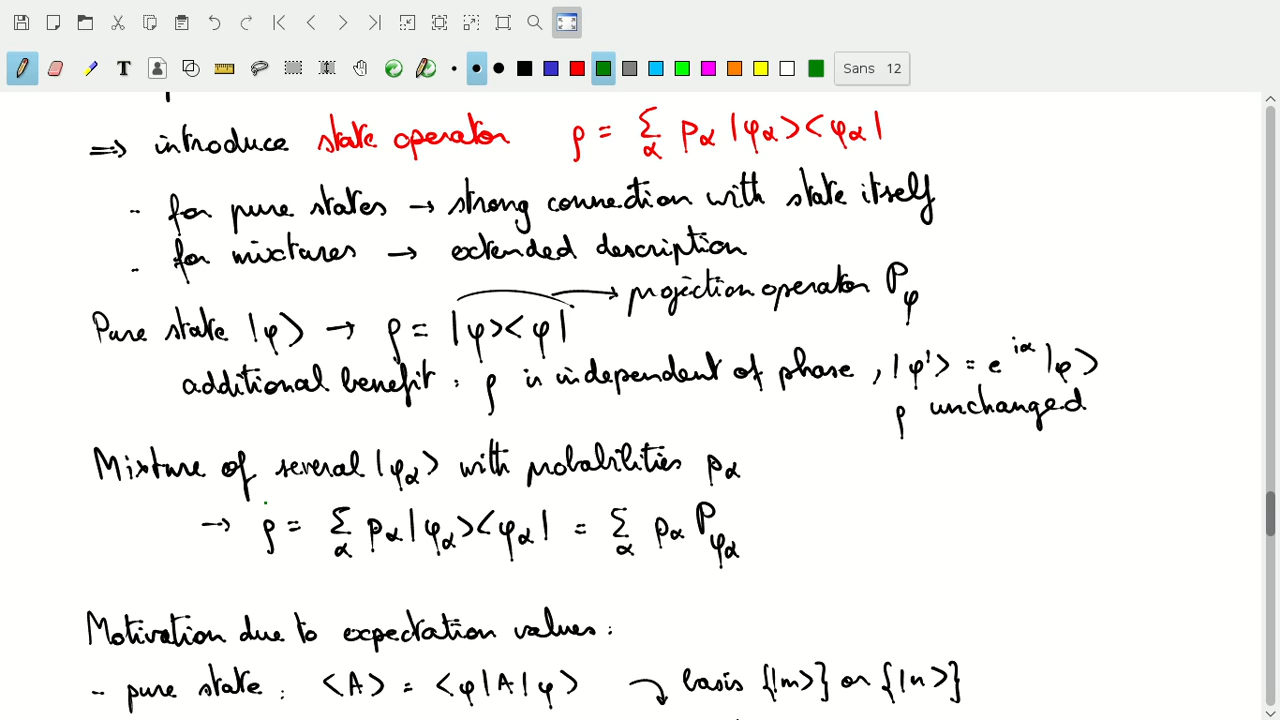 T
Sans 12
⇒ introduce state operator ρ = Σ_α p_α |φ_α><φ_α|
- for pure states → strong connection with state itself
- for mixtures → extended description
→ projection operator P_φ
Pure state |φ> → ρ = |φ><φ|
additional benefit : ρ is independent of phase, |φ'> = e^{iα} |φ>
ρ unchanged
Mixture of several |φ_α> with probabilities p_α
→ ρ = Σ_α p_α |φ_α><φ_α| = Σ_α p_α P_{φ_α}
Motivation due to expectation values :
- pure state : <A> = <φ|A|φ> basis {|m>} or {|n>}